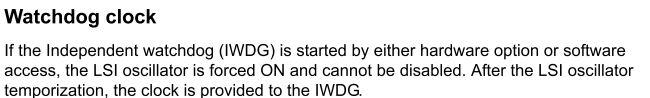 Watchdog clock
If the Independent watchdog (IWDG) is started by either hardware option or software
access, the LSI oscillator is forced ON and cannot be disabled. After the LSI oscillator
temporization, the clock is provided to the IWDG.